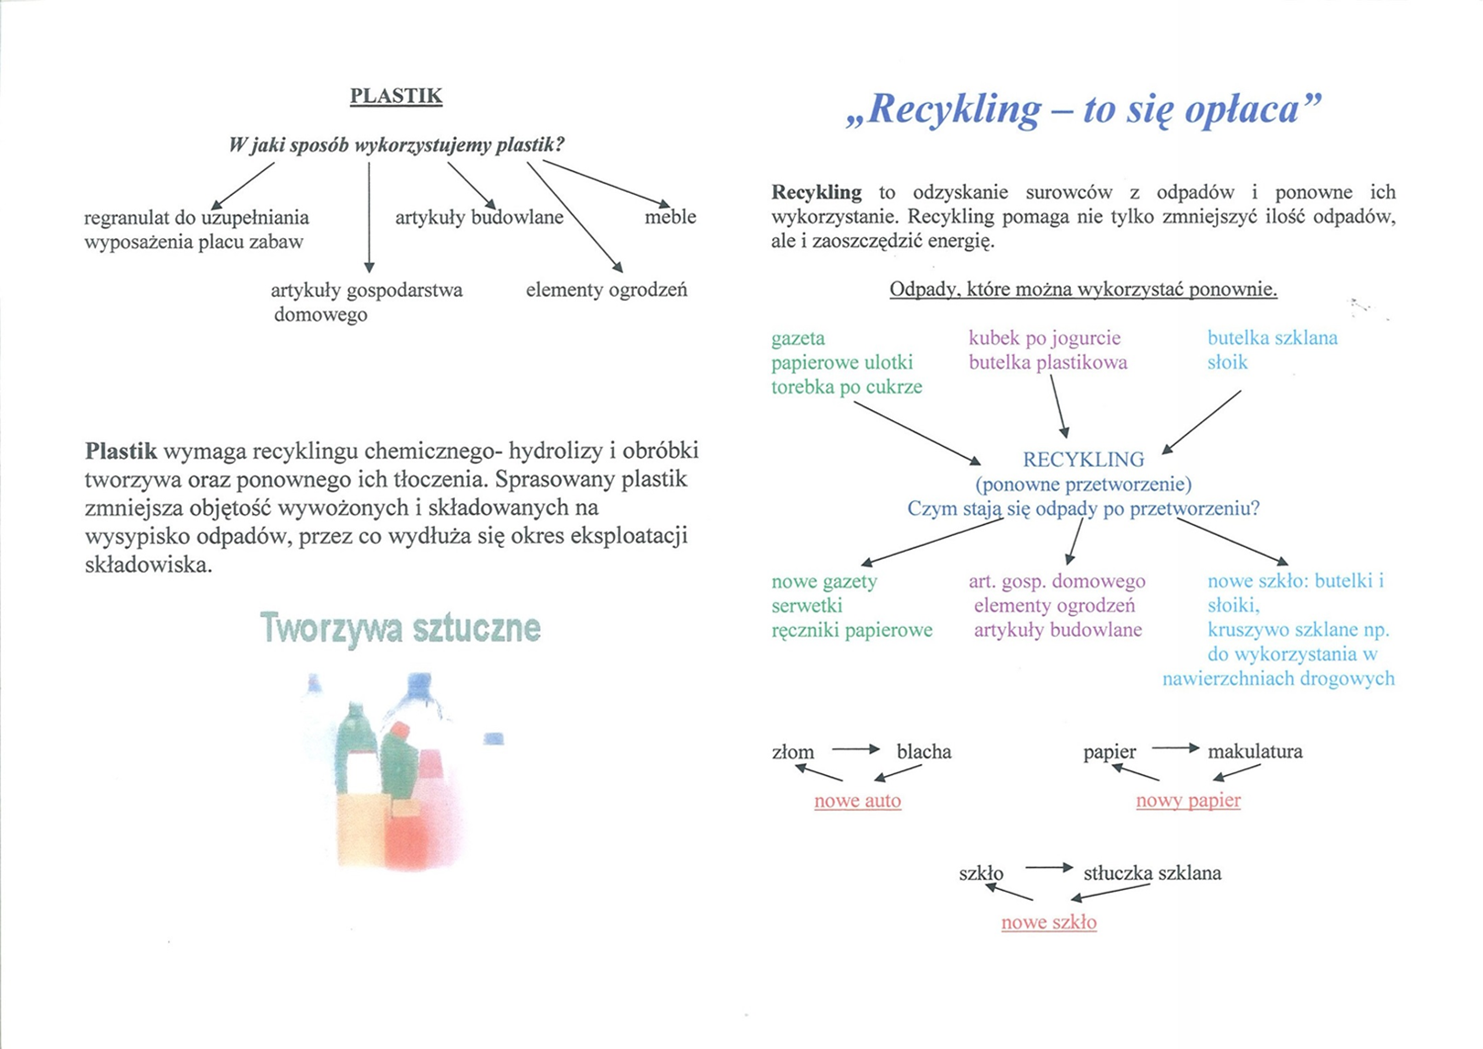 PLASTIK
W jaki sposób wykorzystujemy plastik?
regranulat do uzupełniania
wyposażenia placu zabaw
artykuły budowlane
meble
artykuły gospodarstwa
domowego
elementy ogrodzeń
Plastik wymaga recyklingu chemicznego- hydrolizy i obróbki
tworzywa oraz ponownego ich tłoczenia. Sprasowany plastik
zmniejsza objętość wywożonych i składowanych na
wysypisko odpadów, przez co wydłuża się okres eksploatacji
składowiska.
Tworzywa sztuczne
„Recykling – to się opłaca”
Recykling to odzyskanie surowców z odpadów i ponowne ich
wykorzystanie. Recykling pomaga nie tylko zmniejszyć ilość odpadów,
ale i zaoszczędzić energię.
Odpady, które można wykorzystać ponownie.
gazeta
papierowe ulotki
torebka po cukrze
kubek po jogurcie
butelka plastikowa
butelka szklana
słoik
RECYKLING
(ponowne przetworzenie)
Czym stają się odpady po przetworzeniu?
nowe gazety
serwetki
ręczniki papierowe
art. gosp. domowego
elementy ogrodzeń
artykuły budowlane
nowe szkło: butelki i
słoiki,
kruszywo szklane np.
do wykorzystania w
nawierzchniach drogowych
złom
blacha
nowe auto
papier
makulatura
nowy papier
szkło
stłuczka szklana
nowe szkło